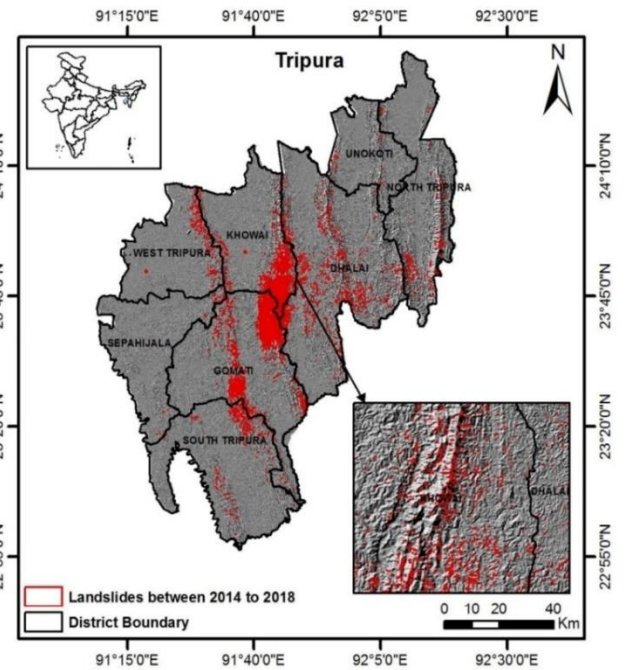 91°15'0"E 91°40'0"E 92°5'0"E 92°30'0"E
Tripura
N
UNOKOTI
24°10'0"N
NORTH TRIPURA
KHOWAI
WEST TRIPURA
DHALAI
23°45'0"N
SEPAHIJALA
GOMATI
23°20'0"N
SOUTH TRIPURA
KHOWAI
DHALAI
22°55'0"N
Landslides between 2014 to 2018
District Boundary
0 10 20 40
Km
91°15'0"E 91°40'0"E 92°5'0"E 92°30'0"E